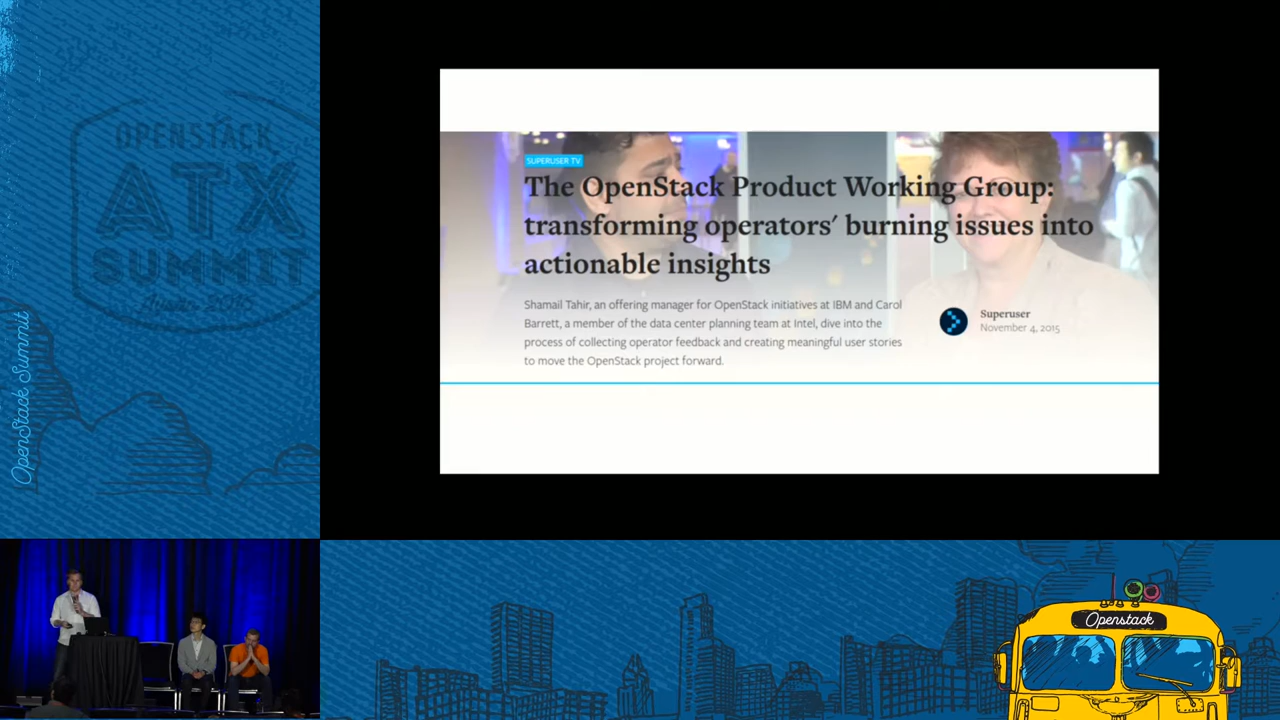 OPENSTACK
ATX
SUMMIT
OpenStack Summit
SUPERUSER TV
The OpenStack Product Working Group:
transforming operators' burning issues into
actionable insights
Shamail Tahir, an offering manager for OpenStack initiatives at IBM and Carol
Barrett, a member of the data center planning team at Intel, dive into the
process of collecting operator feedback and creating meaningful user stories
to move the OpenStack project forward.
Superuser
November 4, 2015
Openstack